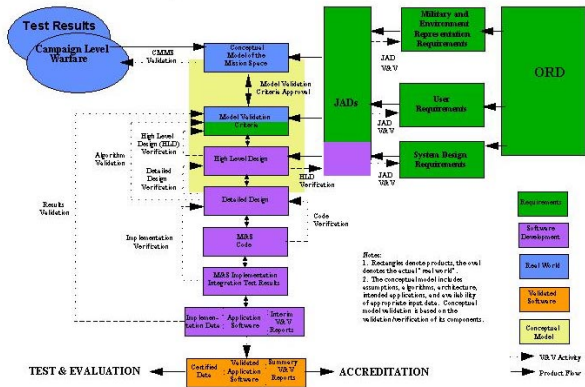 Test Results
Campaign Level
Warfare
CMMS
Validation
Conceptual
Model of the
Mission Space
Model Validation
Criteria Approval
Model Validation
Criteria
High Level
Design (HLD)
Verification
High Level Design
HLD
Verification
Algorithm
Validation
Detailed
Design
Verification
Detailed Design
Code
Verification
Results
Validation
M&S
Code
Implementation
Verification
M&S Implementation
Integration Test Results
Implemen-
tation Data
Application
Software
Interim
V&V
Reports
Certified
Data
Validated
Application
Software
Summary
V&V
Reports
TEST & EVALUATION
ACCREDITATION
JADs
JAD
V&V
JAD
V&V
JAD
V&V
Military and
Environment
Representation
Requirements
User
Requirements
System Design
Requirements
ORD
Notes:
1. Rectangles denote products, the oval
denotes the actual "real world".
2. The conceptual model includes
assumptions, algorithms, architecture,
intended applications, and availability
of appropriate input data. Conceptual
model validation is based on the
validation/verification of its components.
Requirements
Software
Development
Real World
Validated
Software
Conceptual
Model
V&V Activity
Product Flow